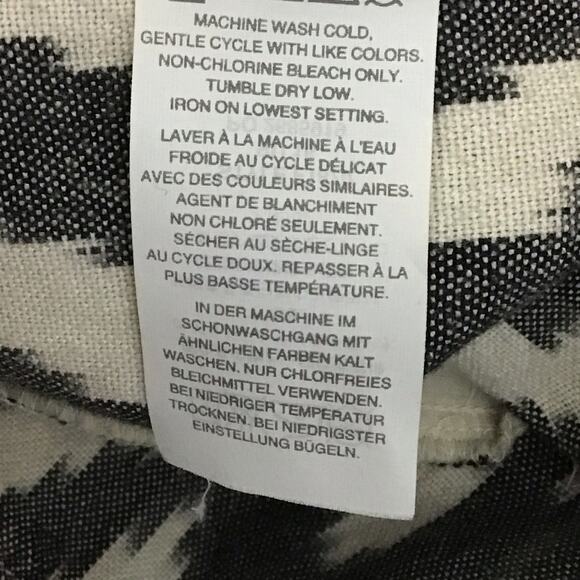 MACHINE WASH COLD,
GENTLE CYCLE WITH LIKE COLORS.
NON-CHLORINE BLEACH ONLY.
TUMBLE DRY LOW.
IRON ON LOWEST SETTING.
LAVER À LA MACHINE À L'EAU
FROIDE AU CYCLE DÉLICAT
AVEC DES COULEURS SIMILAIRES.
AGENT DE BLANCHIMENT
NON CHLORÉ SEULEMENT.
SÉCHER AU SÈCHE-LINGE
AU CYCLE DOUX. REPASSER À LA
PLUS BASSE TEMPÉRATURE.
IN DER MASCHINE IM
SCHONWASCHGANG MIT
ÄHNLICHEN FARBEN KALT
WASCHEN. NUR CHLORFREIES
BLEICHMITTEL VERWENDEN.
BEI NIEDRIGER TEMPERATUR
TROCKNEN. BEI NIEDRIGSTER
EINSTELLUNG BÜGELN.